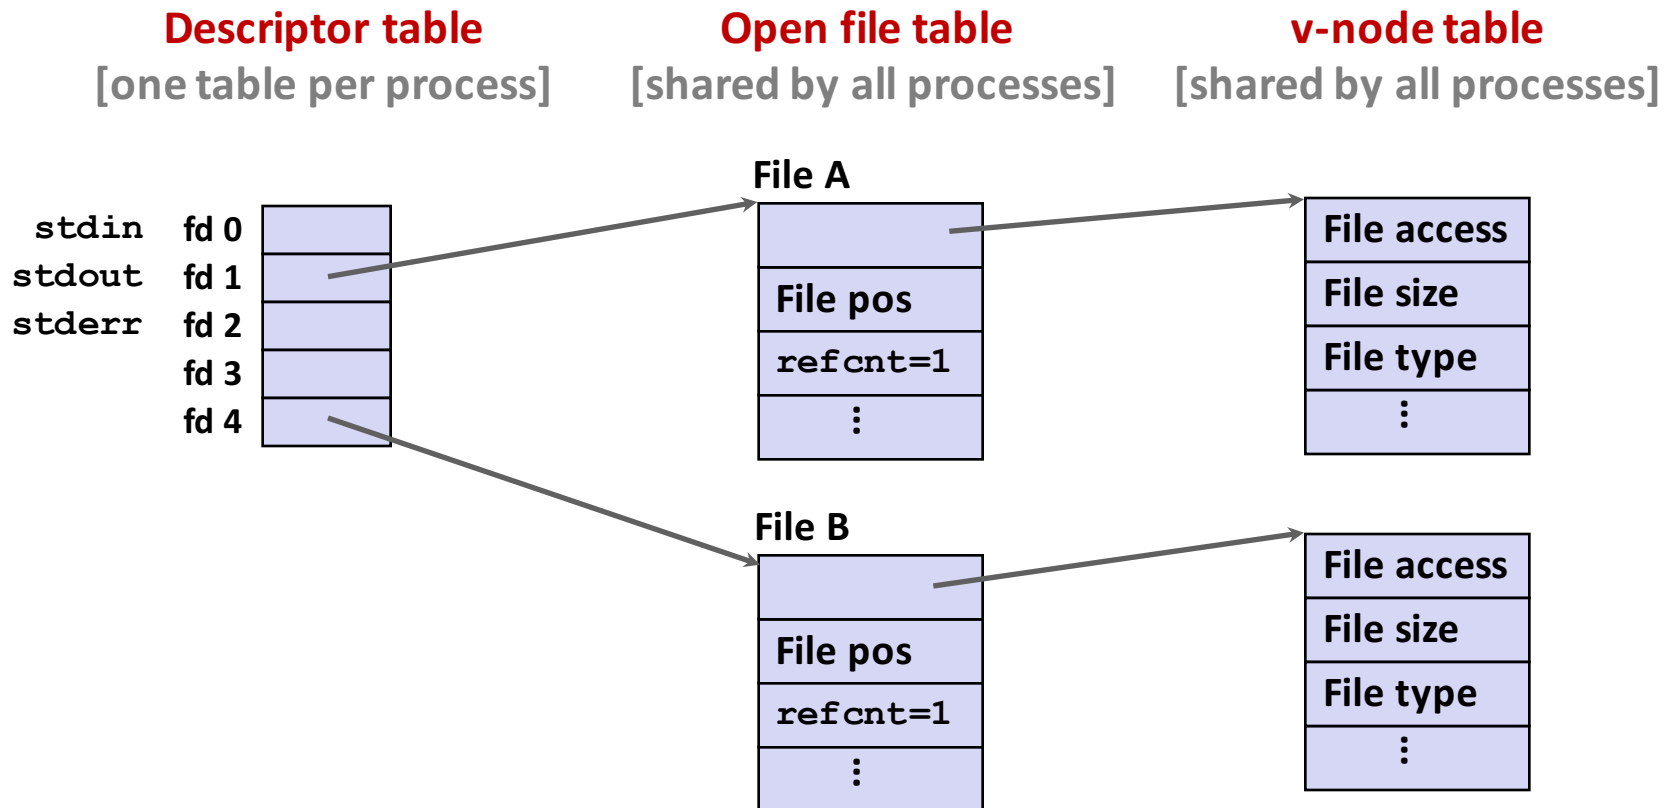 Descriptor table
[one table per process]
Open file table
[shared by all processes]
v-node table
[shared by all processes]
stdin fd 0
stdout fd 1
stderr fd 2
fd 3
fd 4
File A
File pos
refcnt=1
⋮
File access
File size
File type
⋮
File B
File pos
refcnt=1
⋮
File access
File size
File type
⋮